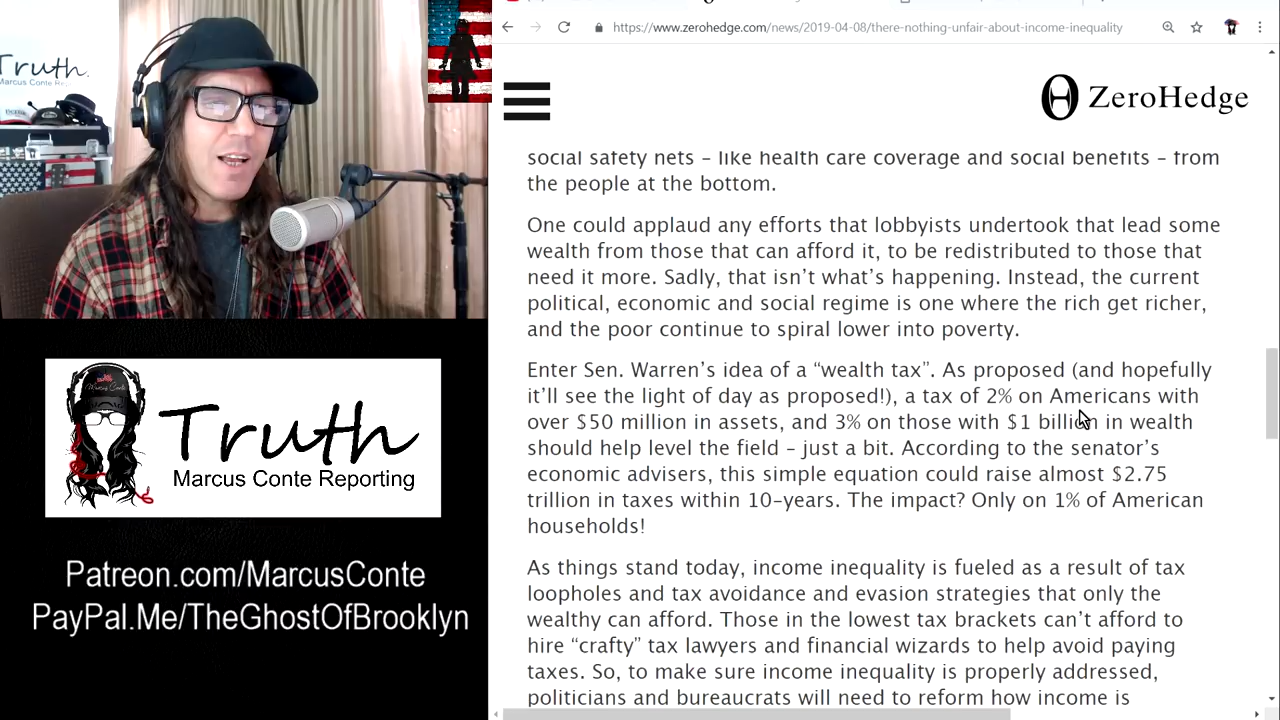 Truth.
Marcus Conte Rep
https://www.zerohedge.com/news/2019-04-08/here-nothing-unfair-about-income-inequality
ZeroHedge
social safety nets – like health care coverage and social benefits – from
the people at the bottom.
One could applaud any efforts that lobbyists undertook that lead some
wealth from those that can afford it, to be redistributed to those that
need it more. Sadly, that isn’t what’s happening. Instead, the current
political, economic and social regime is one where the rich get richer,
and the poor continue to spiral lower into poverty.
Enter Sen. Warren’s idea of a “wealth tax”. As proposed (and hopefully
it’ll see the light of day as proposed!), a tax of 2% on Americans with
over $50 million in assets, and 3% on those with $1 billion in wealth
should help level the field – just a bit. According to the senator’s
economic advisers, this simple equation could raise almost $2.75
trillion in taxes within 10–years. The impact? Only on 1% of American
households!
As things stand today, income inequality is fueled as a result of tax
loopholes and tax avoidance and evasion strategies that only the
wealthy can afford. Those in the lowest tax brackets can’t afford to
hire “crafty” tax lawyers and financial wizards to help avoid paying
taxes. So, to make sure income inequality is properly addressed,
politicians and bureaucrats will need to reform how income is
Truth
Marcus Conte Reporting
Patreon.com/MarcusConte
PayPal.Me/TheGhostOfBrooklyn